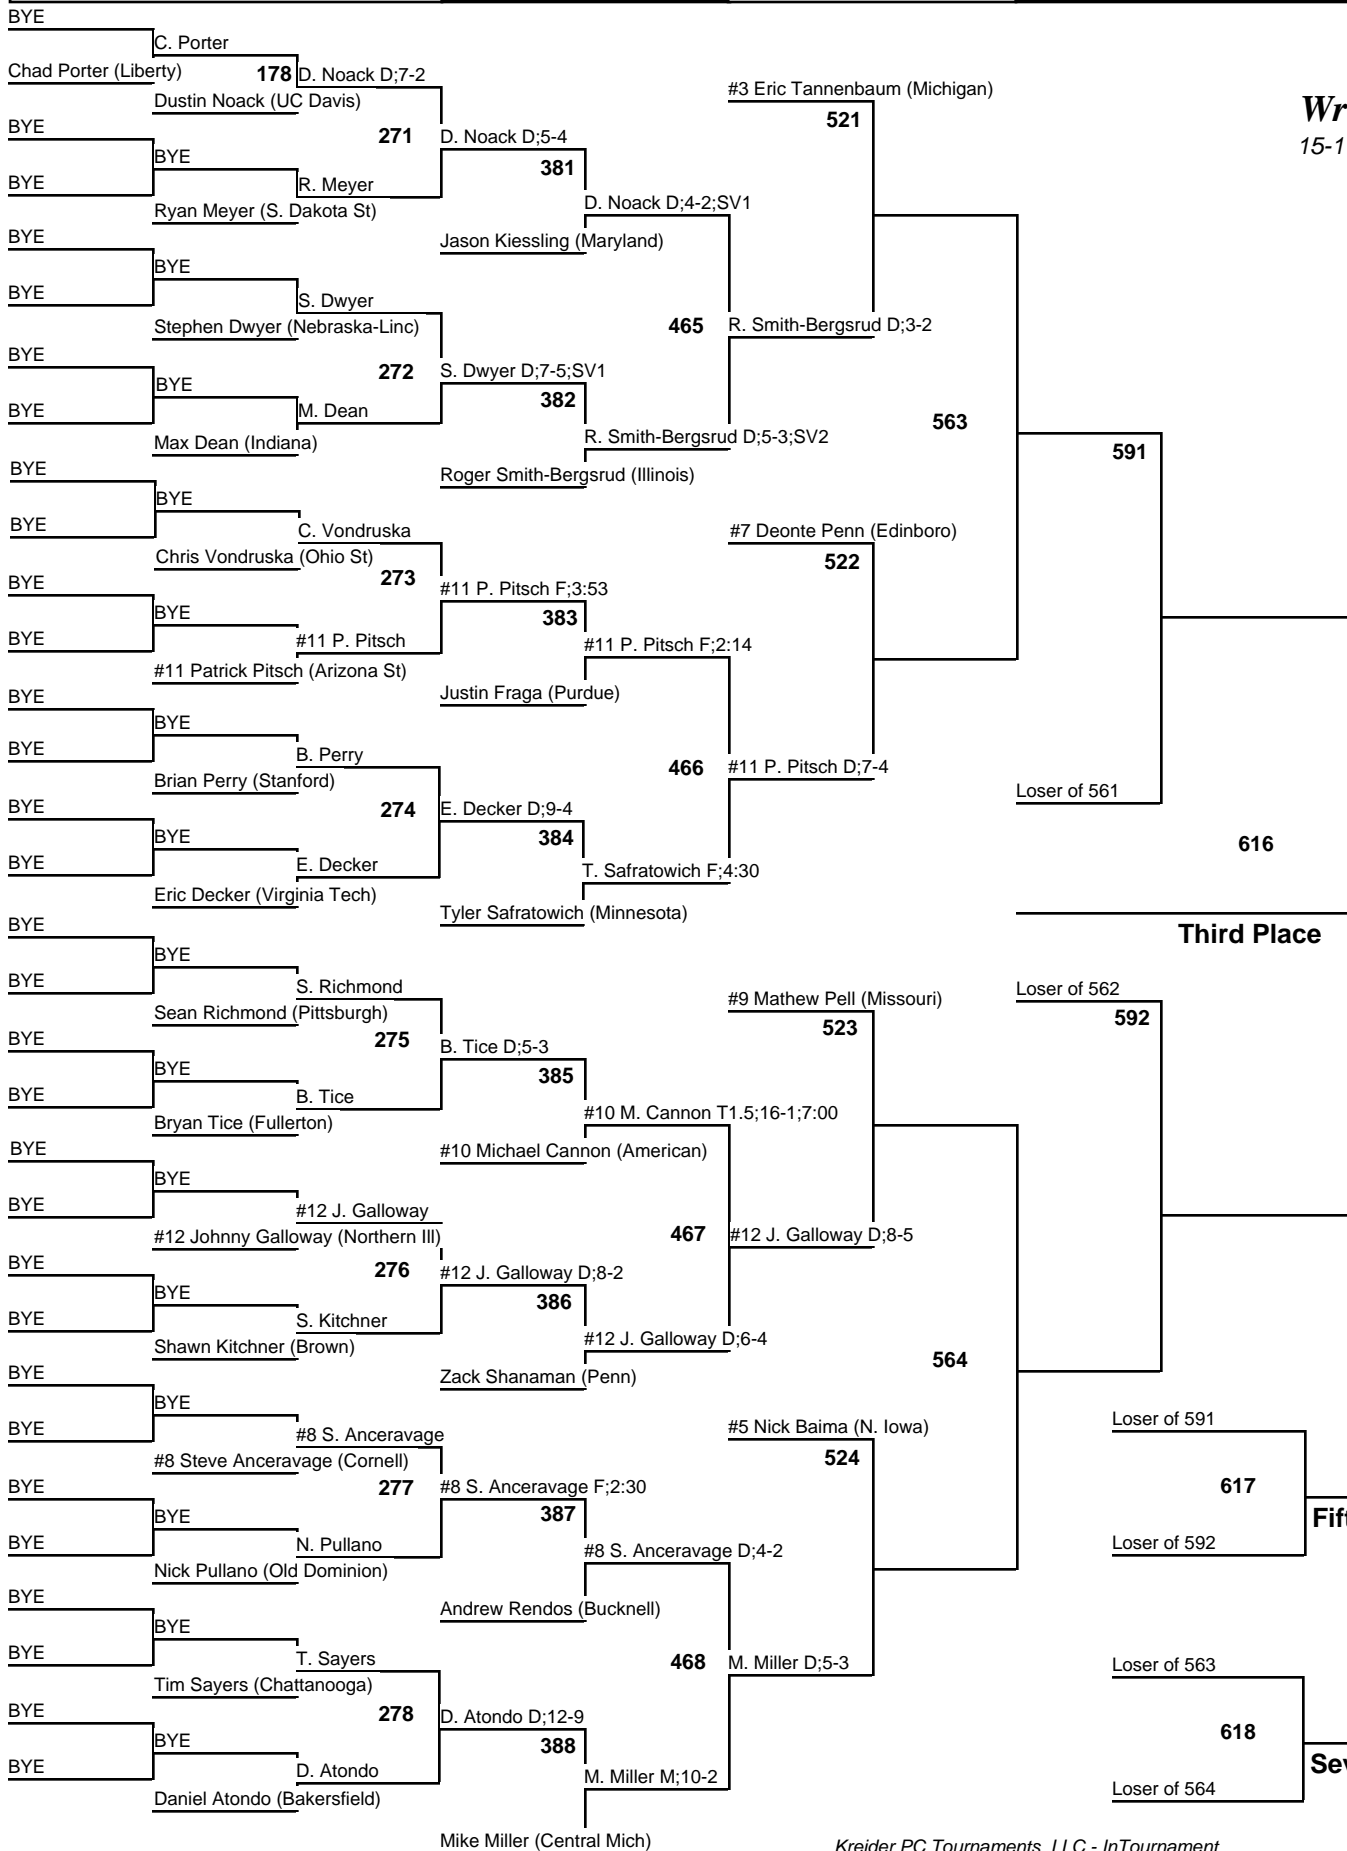 BYE
C. Porter
Chad Porter (Liberty)
178
D. Noack D;7-2
#3 Eric Tannenbaum (Michigan)
Dustin Noack (UC Davis)
Wr
521
BYE
271
D. Noack D;5-4
15-1
BYE
381
BYE
R. Meyer
D. Noack D;4-2;SV1
Ryan Meyer (S. Dakota St)
BYE
Jason Kiessling (Maryland)
BYE
BYE
S. Dwyer
Stephen Dwyer (Nebraska-Linc)
465
R. Smith-Bergsrud D;3-2
BYE
272
S. Dwyer D;7-5;SV1
BYE
382
BYE
M. Dean
563
Max Dean (Indiana)
R. Smith-Bergsrud D;5-3;SV2
591
BYE
Roger Smith-Bergsrud (Illinois)
BYE
BYE
C. Vondruska
#7 Deonte Penn (Edinboro)
Chris Vondruska (Ohio St)
522
BYE
273
#11 P. Pitsch F;3:53
BYE
383
BYE
#11 P. Pitsch
#11 P. Pitsch F;2:14
#11 Patrick Pitsch (Arizona St)
BYE
Justin Fraga (Purdue)
BYE
BYE
B. Perry
466
#11 P. Pitsch D;7-4
Brian Perry (Stanford)
Loser of 561
BYE
274
E. Decker D;9-4
BYE
384
616
BYE
E. Decker
T. Safratowich F;4:30
Eric Decker (Virginia Tech)
Tyler Safratowich (Minnesota)
BYE
Third Place
BYE
BYE
S. Richmond
#9 Mathew Pell (Missouri)
Loser of 562
Sean Richmond (Pittsburgh)
523
592
BYE
275
B. Tice D;5-3
BYE
385
BYE
B. Tice
#10 M. Cannon T1.5;16-1;7:00
Bryan Tice (Fullerton)
BYE
#10 Michael Cannon (American)
BYE
BYE
#12 J. Galloway
#12 Johnny Galloway (Northern Ill)
467
#12 J. Galloway D;8-5
BYE
276
#12 J. Galloway D;8-2
BYE
386
BYE
S. Kitchner
#12 J. Galloway D;6-4
Shawn Kitchner (Brown)
564
BYE
Zack Shanaman (Penn)
BYE
BYE
#8 S. Anceravage
#5 Nick Baima (N. Iowa)
Loser of 591
#8 Steve Anceravage (Cornell)
524
BYE
277
#8 S. Anceravage F;2:30
617
BYE
387
Fift
BYE
N. Pullano
#8 S. Anceravage D;4-2
Loser of 592
Nick Pullano (Old Dominion)
BYE
Andrew Rendos (Bucknell)
BYE
BYE
T. Sayers
468
M. Miller D;5-3
Loser of 563
Tim Sayers (Chattanooga)
BYE
278
D. Atondo D;12-9
618
BYE
388
BYE
D. Atondo
M. Miller M;10-2
Sev
Daniel Atondo (Bakersfield)
Loser of 564
Mike Miller (Central Mich)
Kreider PC Tournaments, LLC - InTournament